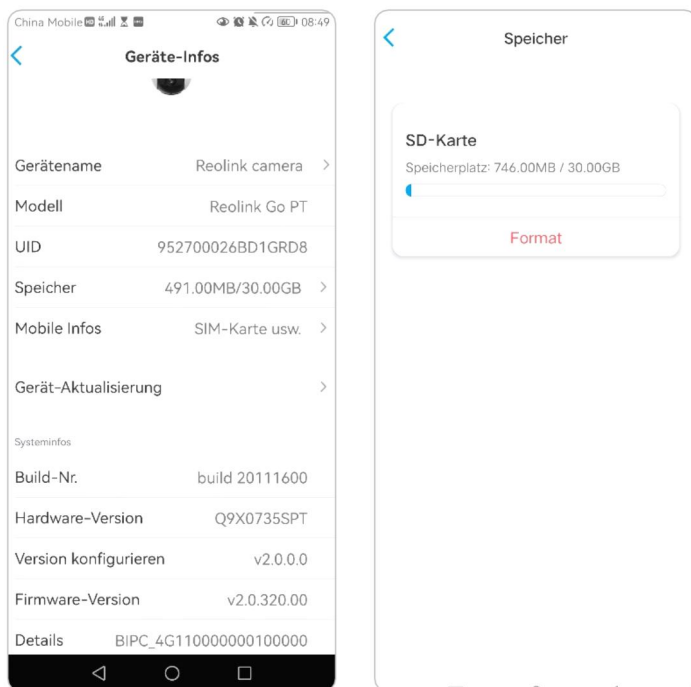 China Mobile HD 08:49
Geräte-Infos
Gerätename Reolink camera
Modell Reolink Go PT
UID 952700026BD1GRD8
Speicher 491.00MB/30.00GB
Mobile Infos SIM-Karte usw.
Gerät-Aktualisierung
Systeminfos
Build-Nr. build 20111600
Hardware-Version Q9X0735SPT
Version konfigurieren v2.0.0.0
Firmware-Version v2.0.320.00
Details BIPC_4G110000000100000
Speicher
SD-Karte
Speicherplatz: 746.00MB / 30.00GB
Format